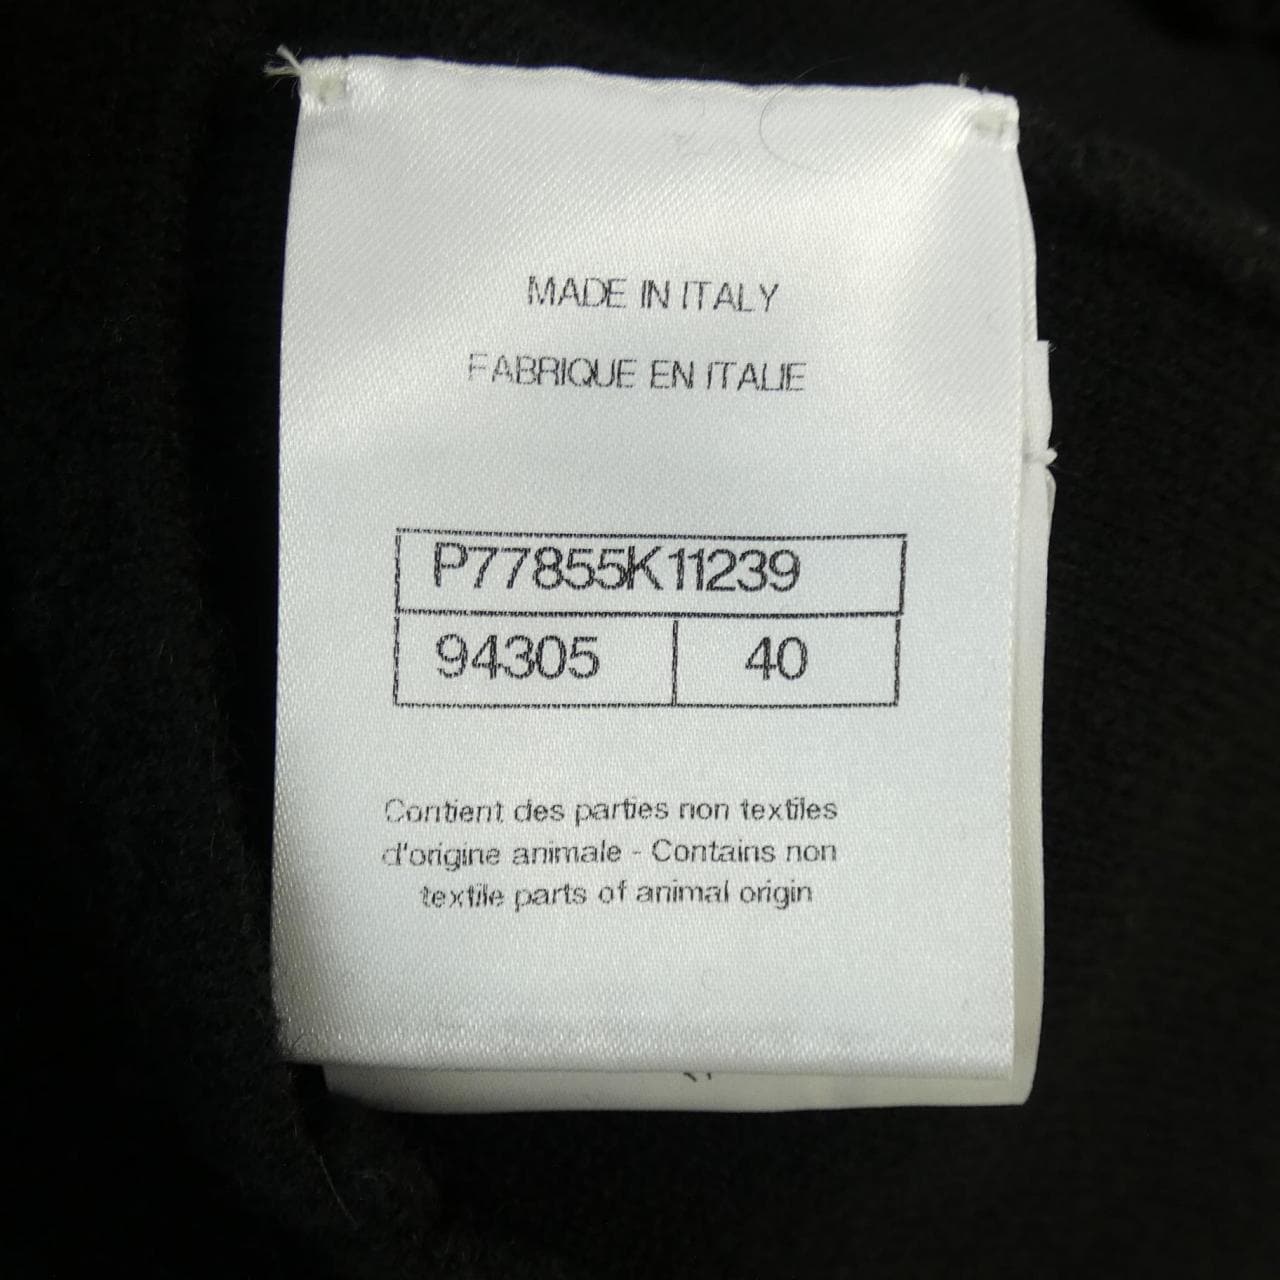 MADE IN ITALY
FABRIQUE EN ITALIE
P77855K11239
94305 40
Contient des parties non textiles
d'origine animale - Contains non
textile parts of animal origin